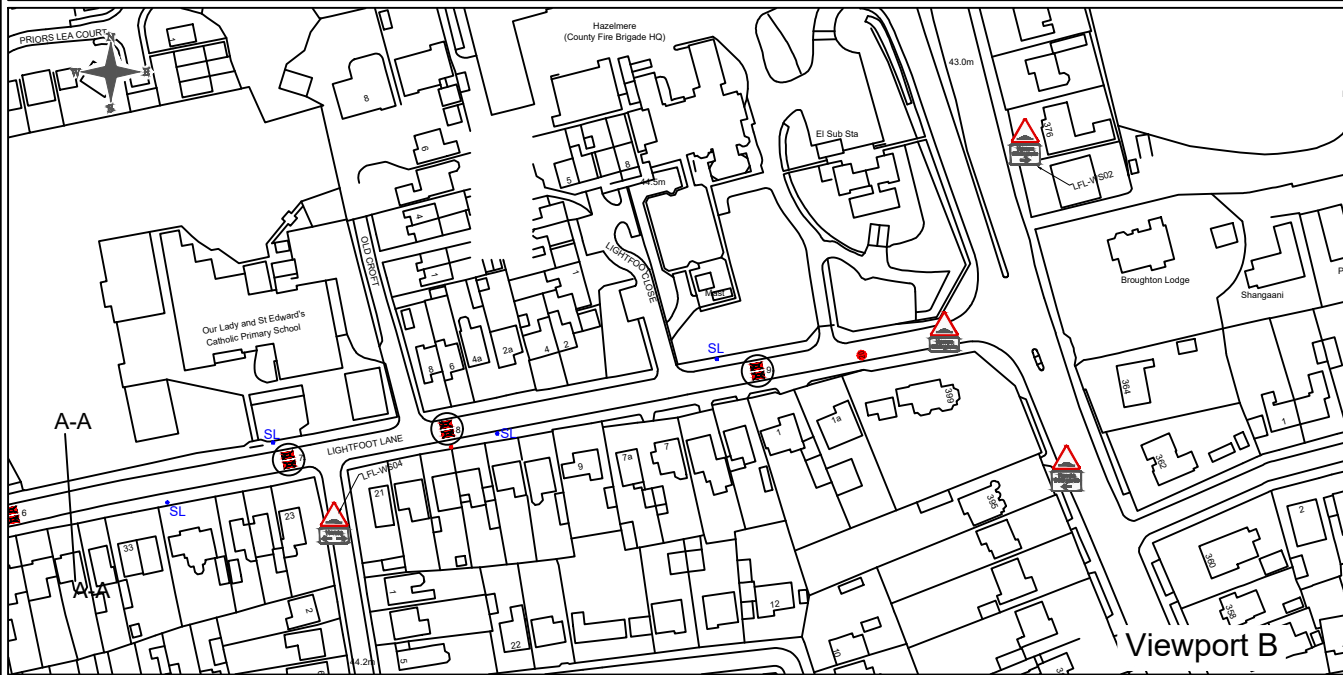 PRIORS LEA COURT
N
W
E
S
1
8
6
4
1
Hazelmere
(County Fire Brigade HQ)
5
8
44.5m
El Sub Sta
43.0m
376
LFL-WS02
Broughton Lodge
Shangaani
P
OLD CROFT
LIGHTFOOT CLOSE
1
Mast
Our Lady and St Edward's
Catholic Primary School
8
6
4a
2a
4
2
SL
9
399
364
1
A-A
SL
LIGHTFOOT LANE
8
SL
7
LFL-WS04
9
7a
7
1
1a
362
6
SL
23
21
395
2
33
A-A
360
2
1
12
358
22
10
44.2m
5
6
Viewport B